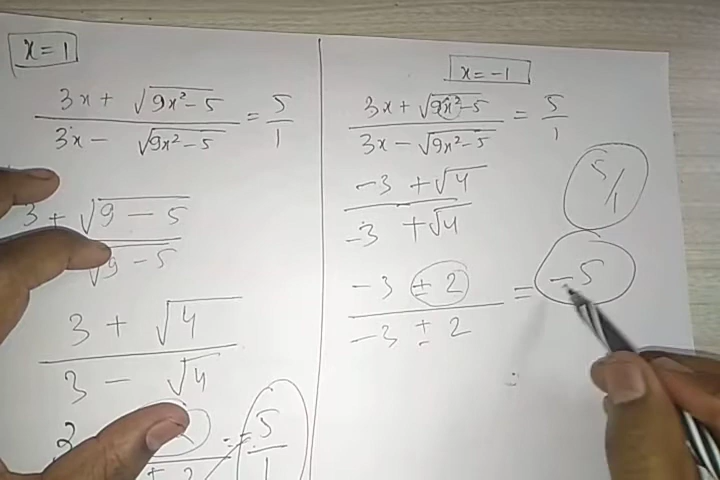 x = 1
3x + √9x²-5 / 3x - √9x²-5 = 5/1
3 + √9 - 5 / √9 - 5
3 + √4 / 3 - √4
3 ± 2 = 5/1
x = -1
3x + √9x²-5 / 3x - √9x²-5 = 5/1
-3 + √4 / -3 + √4
5/1
-3 ± 2 / -3 ± 2 = -5